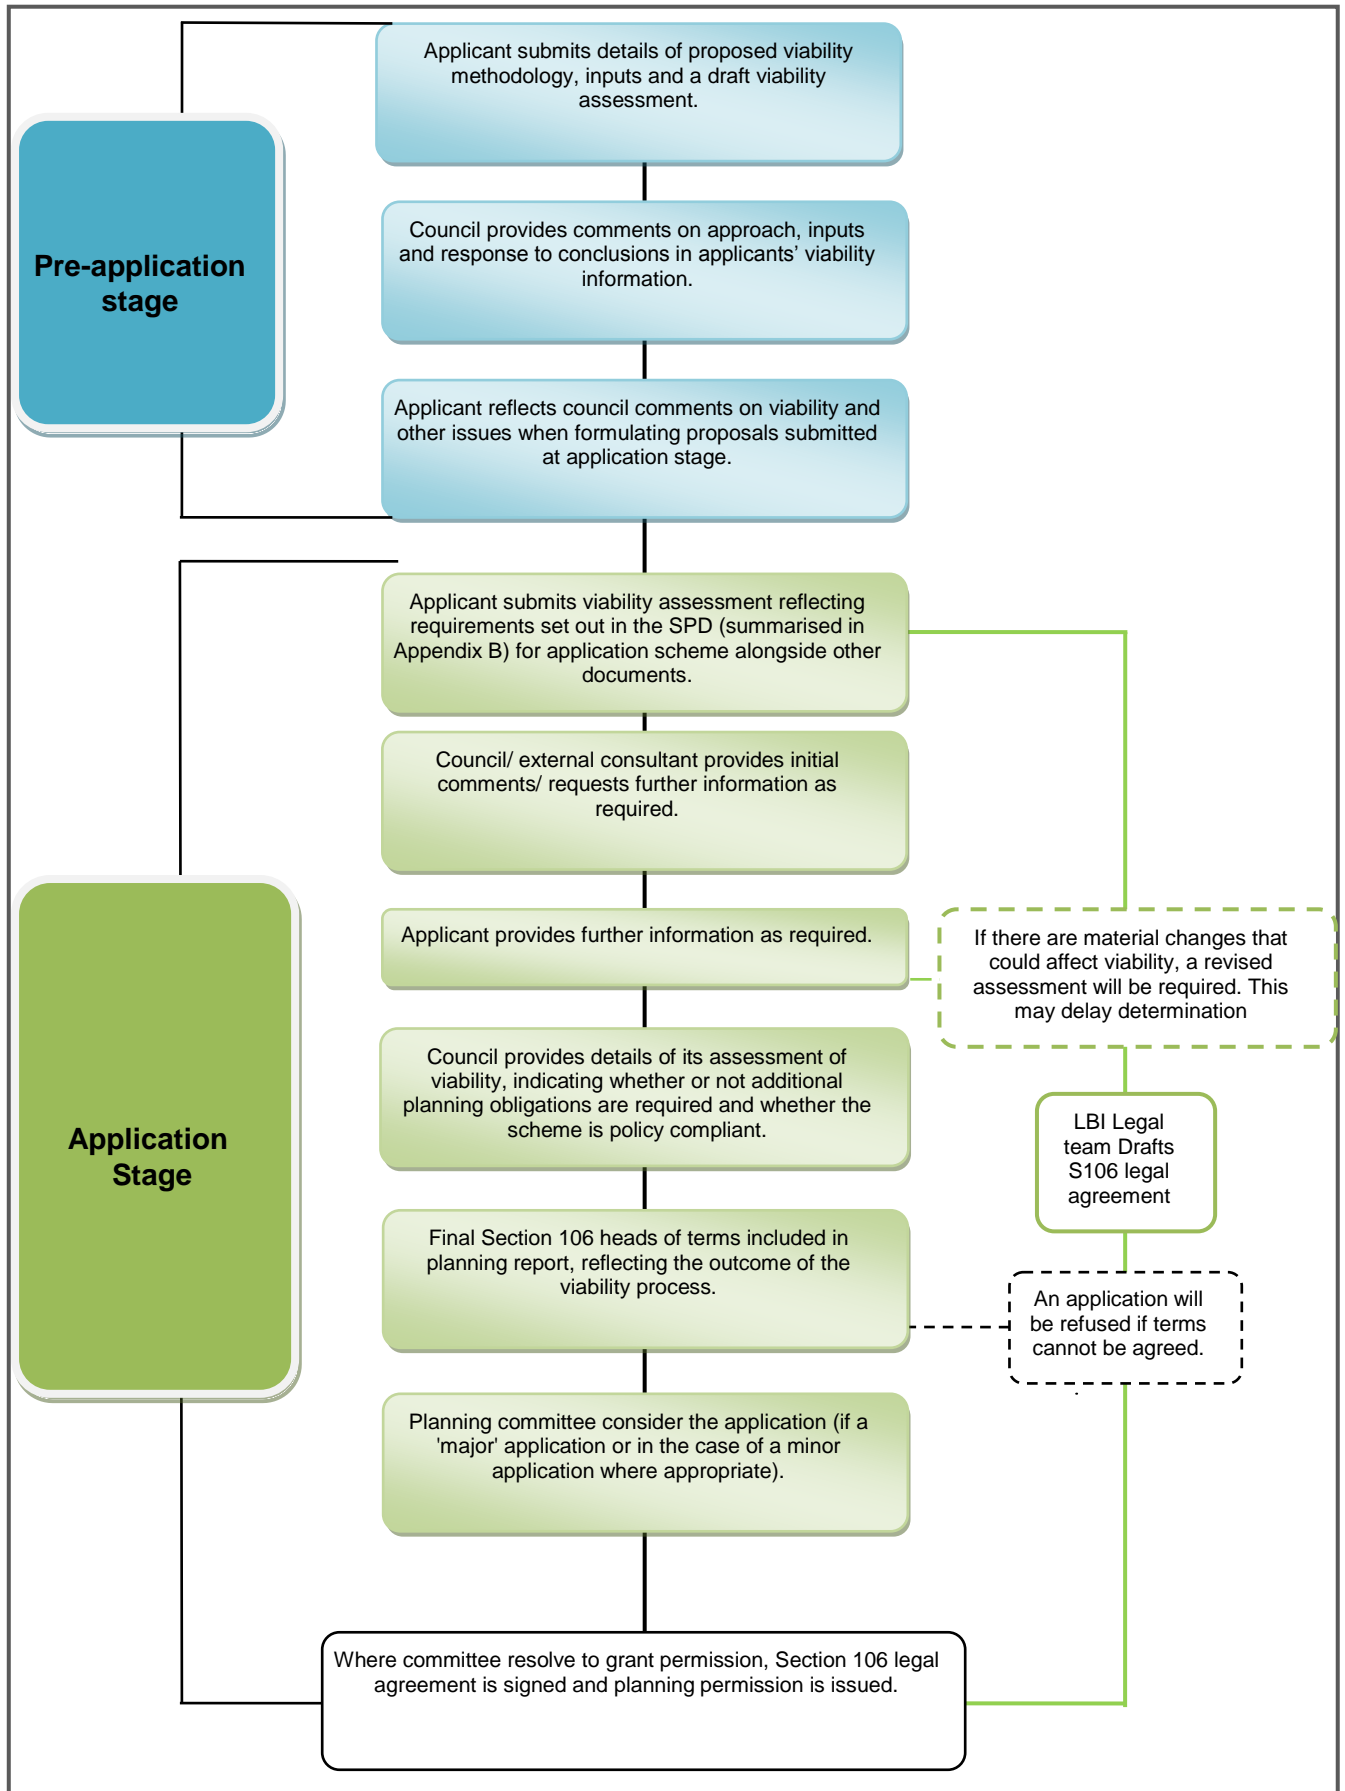 Applicant submits details of proposed viability
methodology, inputs and a draft viability
assessment.
Pre-application
stage
Council provides comments on approach, inputs
and response to conclusions in applicants’ viability
information.
Applicant reflects council comments on viability and
other issues when formulating proposals submitted
at application stage.
Applicant submits viability assessment reflecting
requirements set out in the SPD (summarised in
Appendix B) for application scheme alongside other
documents.
Council/ external consultant provides initial
comments/ requests further information as
required.
Applicant provides further information as required.
If there are material changes that
could affect viability, a revised
assessment will be required. This
may delay determination
Application
Stage
Council provides details of its assessment of
viability, indicating whether or not additional
planning obligations are required and whether the
scheme is policy compliant.
LBI Legal
team Drafts
S106 legal
agreement
Final Section 106 heads of terms included in
planning report, reflecting the outcome of the
viability process.
An application will
be refused if terms
cannot be agreed.
.
Planning committee consider the application (if a
'major' application or in the case of a minor
application where appropriate).
Where committee resolve to grant permission, Section 106 legal
agreement is signed and planning permission is issued.